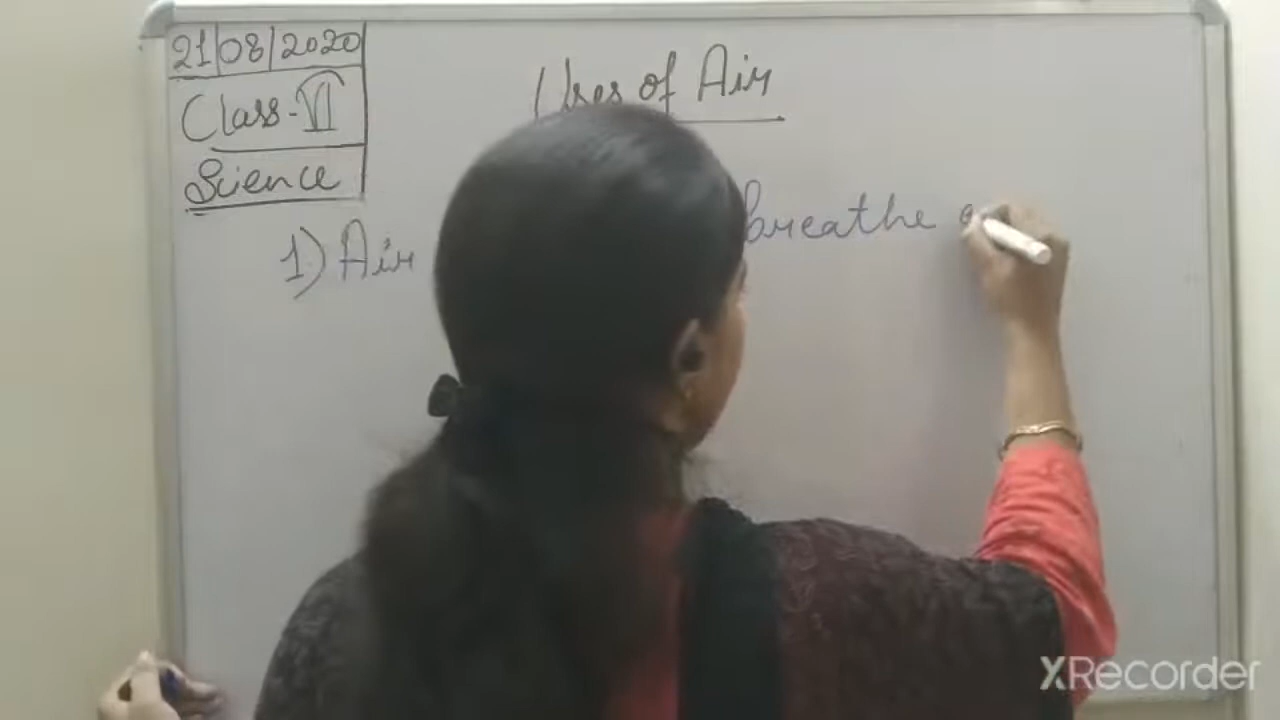 21/08/2020
Class-VI
Science
Uses of Air
1) Air breathe
XRecorder